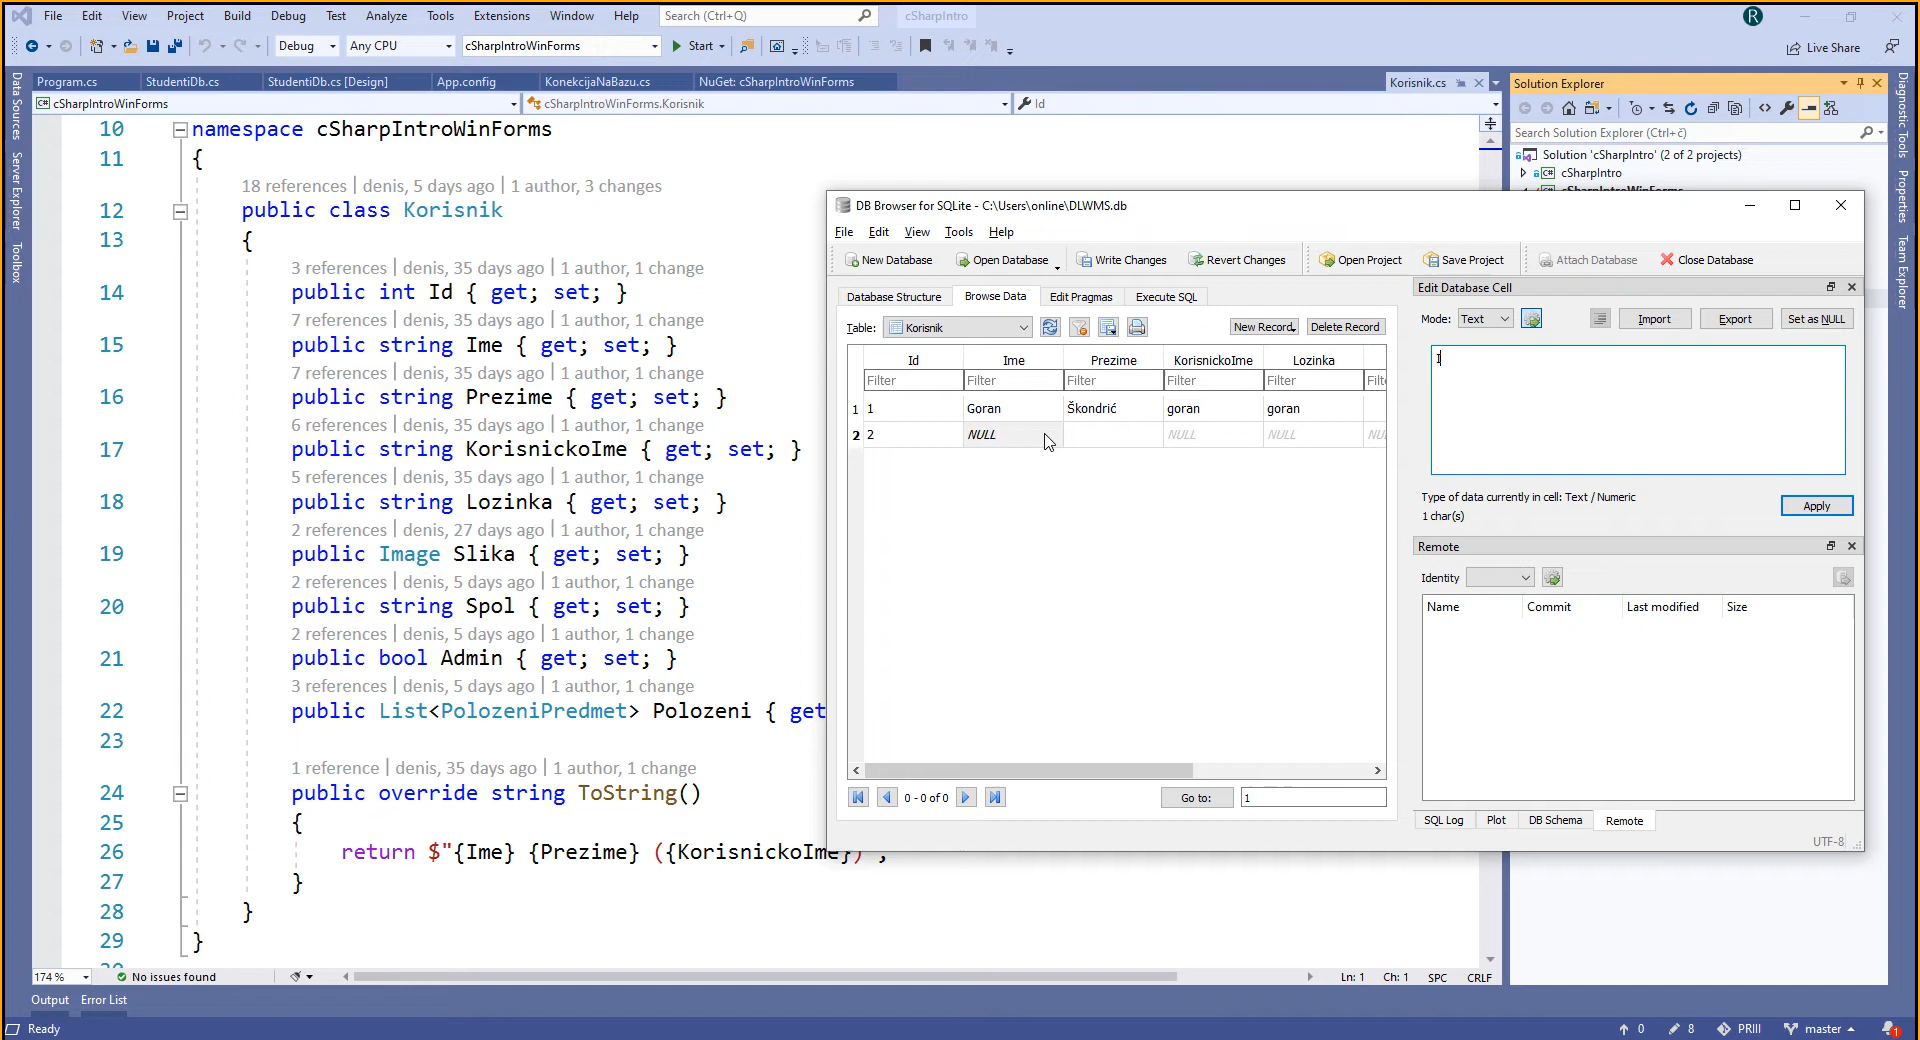 File Edit View Project Build Debug Test Analyze Tools Extensions Window Help Search (Ctrl+Q) cSharpIntro R
Debug Any CPU cSharpIntroWinForms Start Live Share
Program.cs StudentiDb.cs StudentiDb.cs [Design] App.config KonekcijaNaBazu.cs NuGet: cSharpIntroWinForms Korisnik.cs
cSharpIntroWinForms cSharpIntroWinForms.Korisnik Id
Data Sources
Server Explorer
Toolbox
10 namespace cSharpIntroWinForms
11 {
18 references | denis, 5 days ago | 1 author, 3 changes
12 public class Korisnik
13 {
3 references | denis, 35 days ago | 1 author, 1 change
14 public int Id { get; set; }
7 references | denis, 35 days ago | 1 author, 1 change
15 public string Ime { get; set; }
7 references | denis, 35 days ago | 1 author, 1 change
16 public string Prezime { get; set; }
6 references | denis, 35 days ago | 1 author, 1 change
17 public string KorisnickoIme { get; set; }
5 references | denis, 35 days ago | 1 author, 1 change
18 public string Lozinka { get; set; }
2 references | denis, 27 days ago | 1 author, 1 change
19 public Image Slika { get; set; }
2 references | denis, 5 days ago | 1 author, 1 change
20 public string Spol { get; set; }
2 references | denis, 5 days ago | 1 author, 1 change
21 public bool Admin { get; set; }
3 references | denis, 5 days ago | 1 author, 1 change
22 public List<PolozeniPredmet> Polozeni { get
23
1 reference | denis, 35 days ago | 1 author, 1 change
24 public override string ToString()
25 {
26 return $"{Ime} {Prezime} ({KorisnickoIme})
27 }
28 }
29 }
174 % No issues found Ln: 1 Ch: 1 SPC CRLF
Output Error List
Ready 0 8 PRIII master 1
Solution Explorer
Search Solution Explorer (Ctrl+č)
Solution 'cSharpIntro' (2 of 2 projects)
C# cSharpIntro
C# cSharpIntroWinForms
Diagnostic Tools
Properties
Team Explorer
DB Browser for SQLite - C:\Users\online\DLWMS.db
File Edit View Tools Help
New Database Open Database Write Changes Revert Changes Open Project Save Project Attach Database Close Database
Database Structure Browse Data Edit Pragmas Execute SQL
Table: Korisnik New Record Delete Record
Id Ime Prezime KorisnickoIme Lozinka
Filter Filter Filter Filter Filter Filt
1 1 Goran Škondrić goran goran
2 2 NULL NULL NULL NU
0 - 0 of 0 Go to: 1
Edit Database Cell
Mode: Text Import Export Set as NULL
1
Type of data currently in cell: Text / Numeric
1 char(s) Apply
Remote
Identity
Name Commit Last modified Size
SQL Log Plot DB Schema Remote
UTF-8